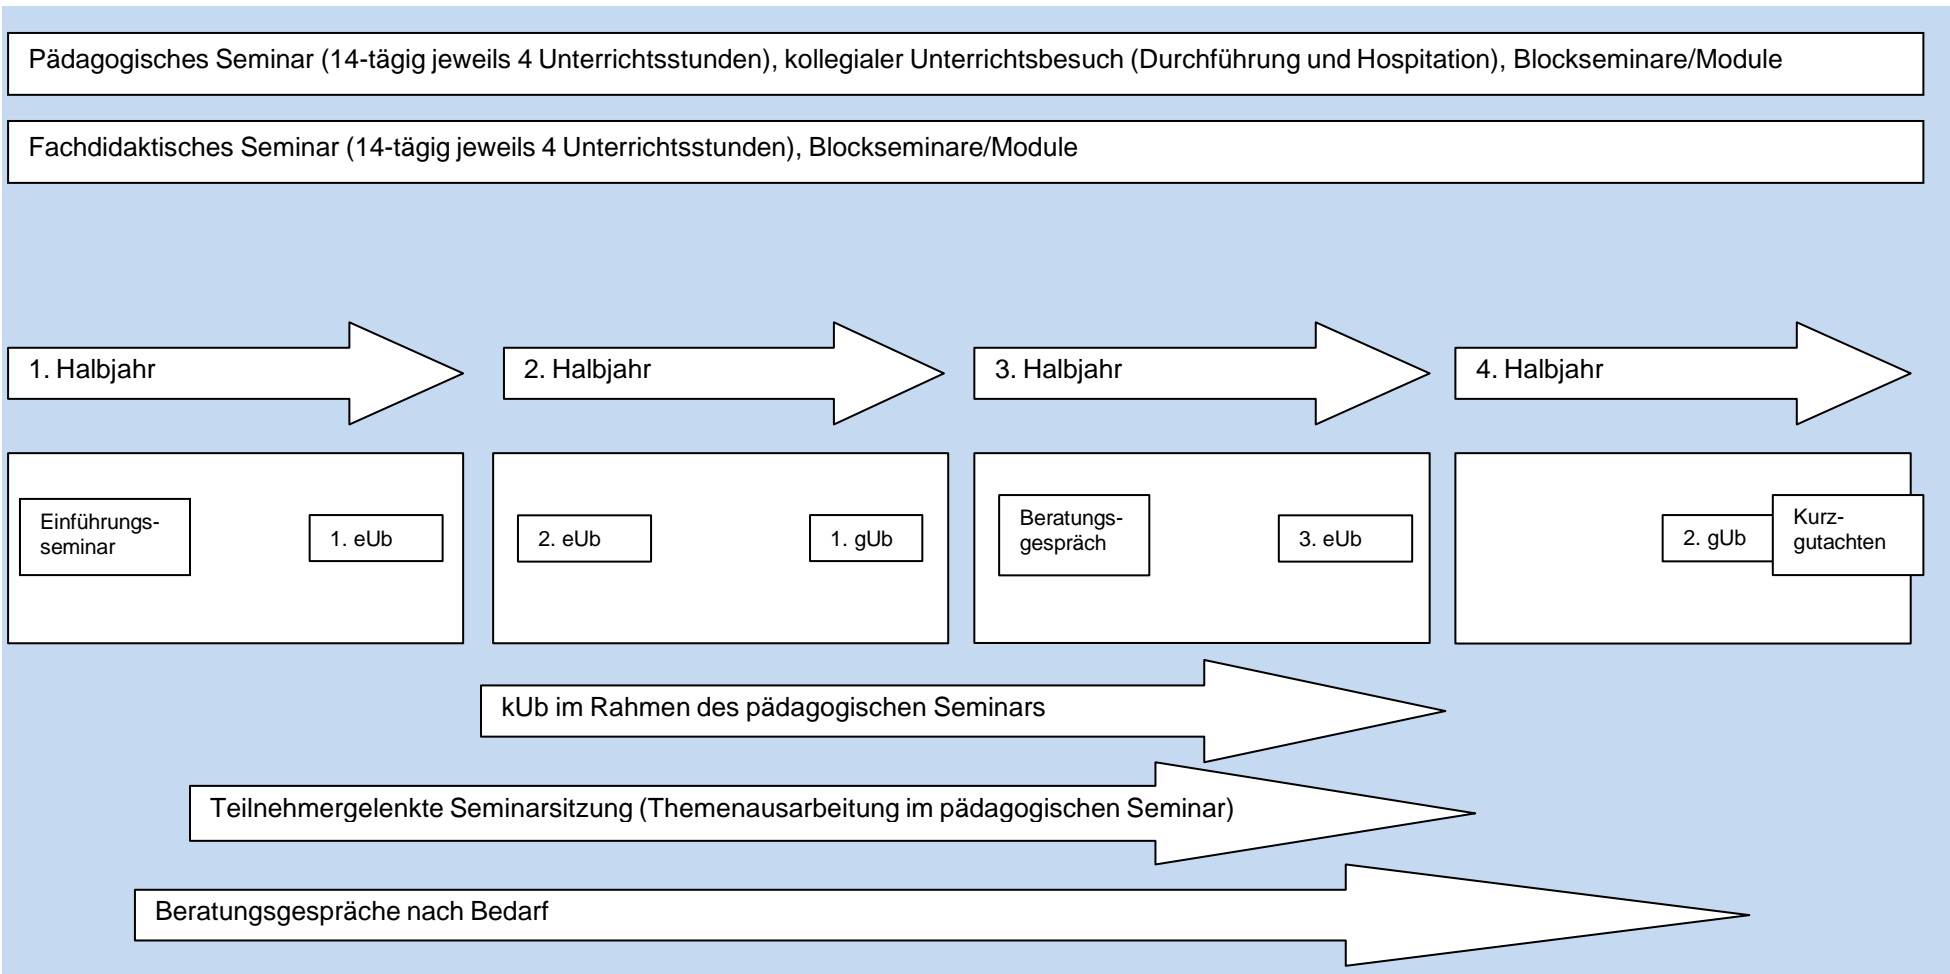 Pädagogisches Seminar (14-tägig jeweils 4 Unterrichtsstunden), kollegialer Unterrichtsbesuch (Durchführung und Hospitation), Blockseminare/Module
Fachdidaktisches Seminar (14-tägig jeweils 4 Unterrichtsstunden), Blockseminare/Module
1. Halbjahr
2. Halbjahr
3. Halbjahr
4. Halbjahr
Einführungs-
seminar
1. eUb
2. eUb
1. gUb
Beratungs-
gespräch
3. eUb
2. gUb
Kurz-
gutachten
kUb im Rahmen des pädagogischen Seminars
Teilnehmergelenkte Seminarsitzung (Themenausarbeitung im pädagogischen Seminar)
Beratungsgespräche nach Bedarf